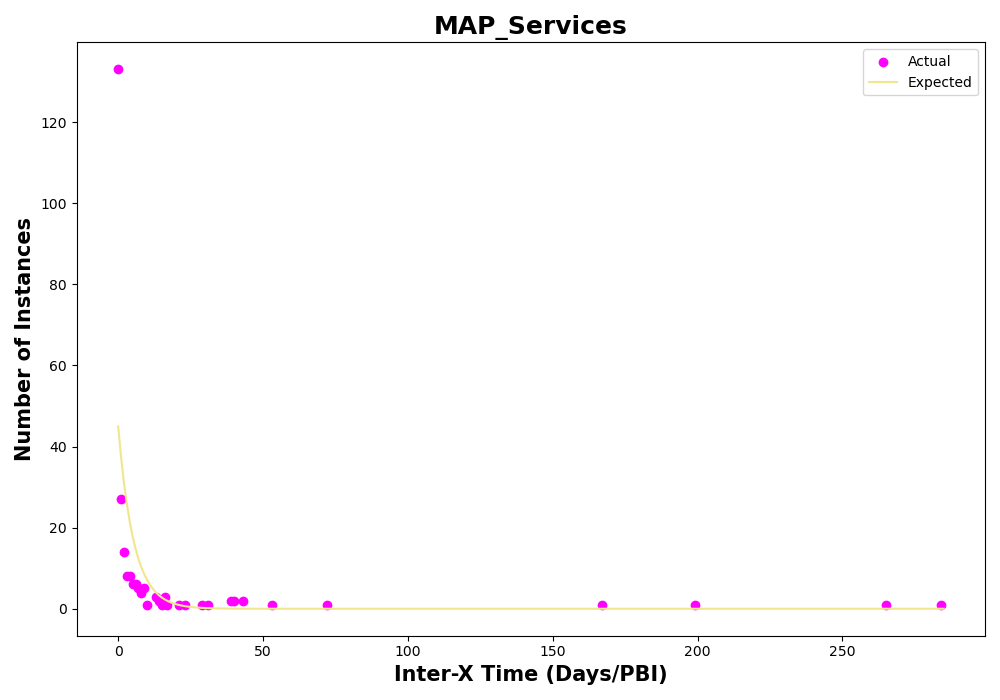 MAP_Services
Actual
Expected
Number of Instances
120
100
80
60
40
20
0
0 50 100 150 200 250
Inter-X Time (Days/PBI)